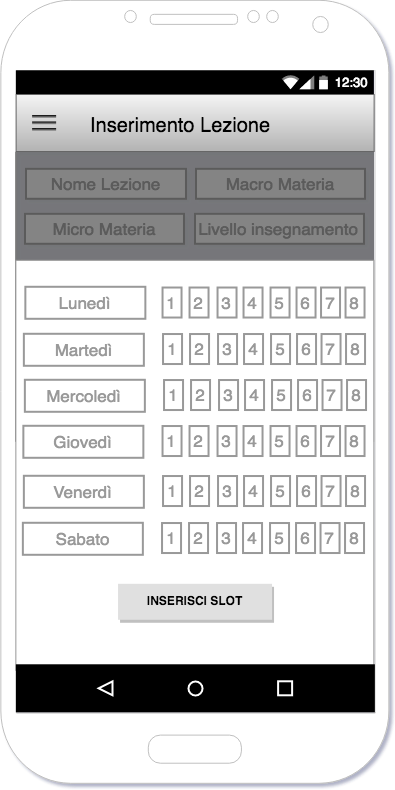 12:30
Inserimento Lezione
Nome Lezione Macro Materia
Micro Materia Livello insegnamento
Lunedì 1 2 3 4 5 6 7 8
Martedì 1 2 3 4 5 6 7 8
Mercoledì 1 2 3 4 5 6 7 8
Giovedì 1 2 3 4 5 6 7 8
Venerdì 1 2 3 4 5 6 7 8
Sabato 1 2 3 4 5 6 7 8
INSERISCI SLOT